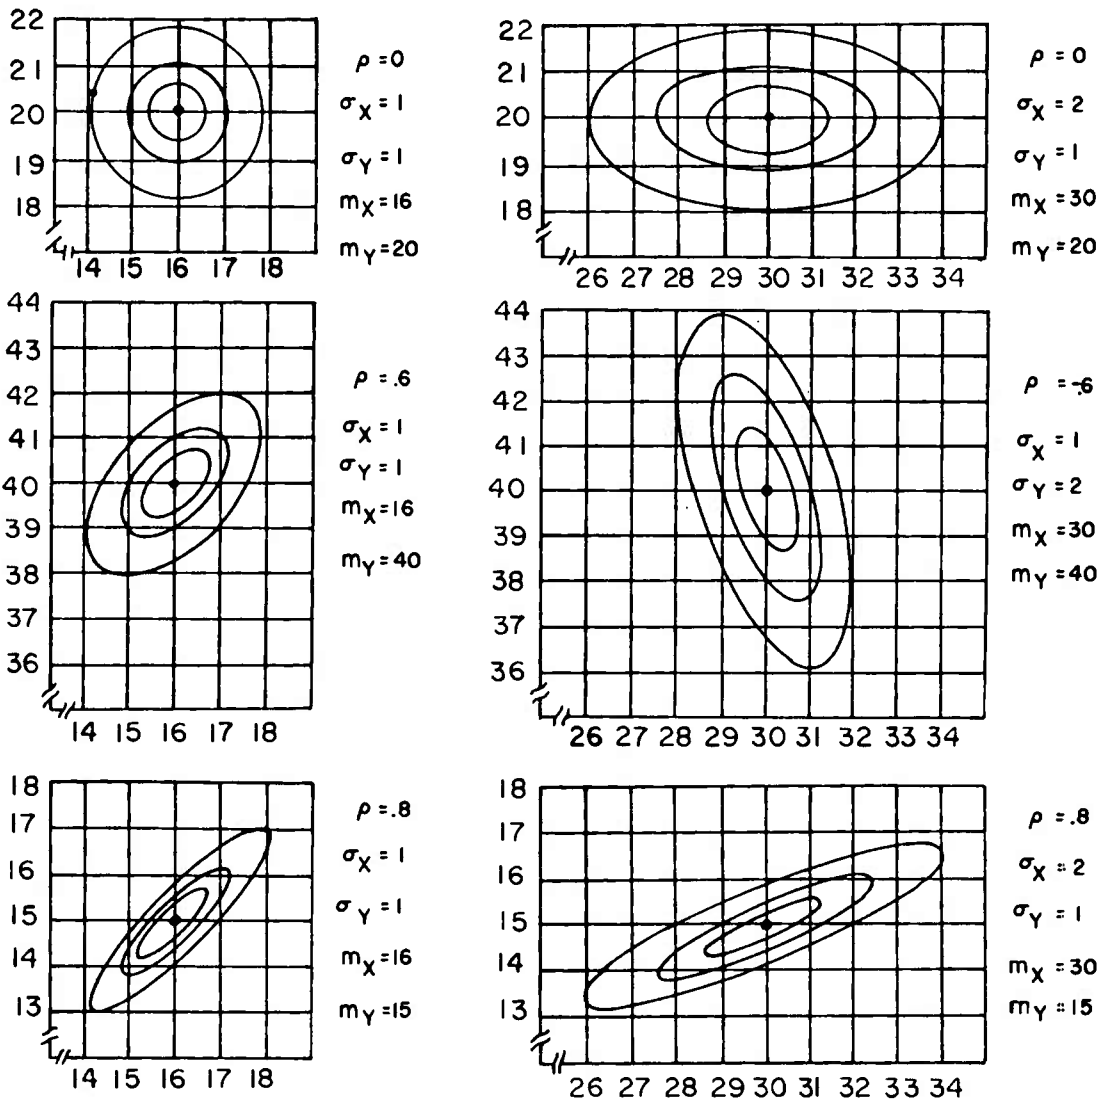 22
21
20
19
18
14 15 16 17 18
ρ = 0
σX = 1
σY = 1
mX = 16
mY = 20
22
21
20
19
18
26 27 28 29 30 31 32 33 34
ρ = 0
σX = 2
σY = 1
mX = 30
mY = 20
44
43
42
41
40
39
38
37
36
14 15 16 17 18
ρ = .6
σX = 1
σY = 1
mX = 16
mY = 40
44
43
42
41
40
39
38
37
36
26 27 28 29 30 31 32 33 34
ρ = -.6
σX = 1
σY = 2
mX = 30
mY = 40
18
17
16
15
14
13
14 15 16 17 18
ρ = .8
σX = 1
σY = 1
mX = 16
mY = 15
18
17
16
15
14
13
26 27 28 29 30 31 32 33 34
ρ = .8
σX = 2
σY = 1
mX = 30
mY = 15